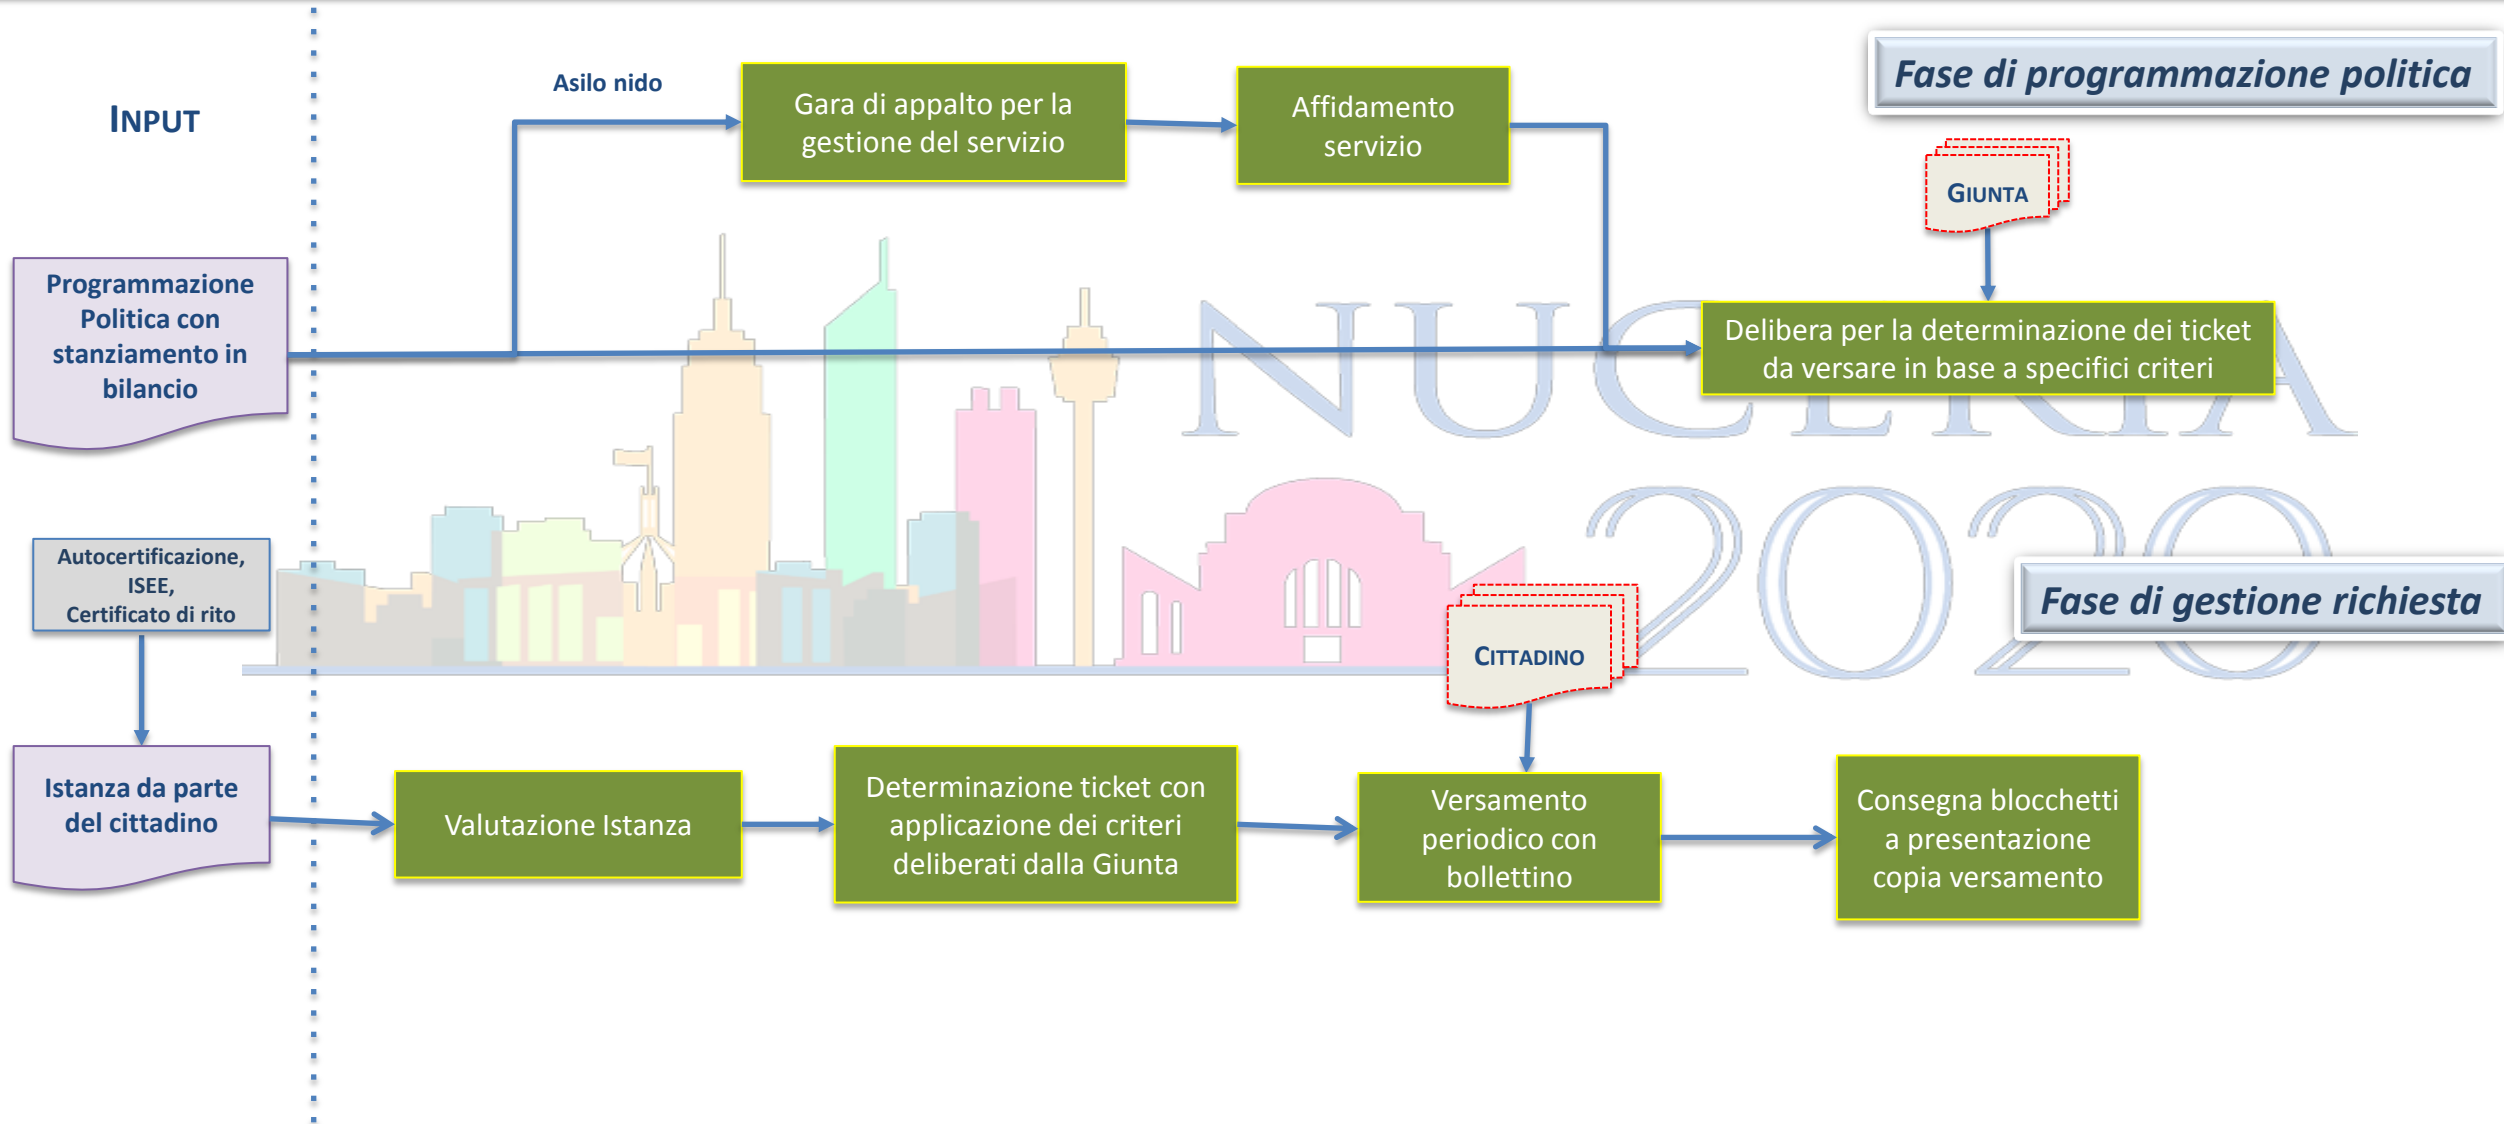 INPUT
Asilo nido
Gara di appalto per la
gestione del servizio
Affidamento
servizio
Fase di programmazione politica
GIUNTA
Programmazione
Politica con
stanziamento in
bilancio
Delibera per la determinazione dei ticket
da versare in base a specifici criteri
NUCERIA
2020
Autocertificazione,
ISEE,
Certificato di rito
Fase di gestione richiesta
CITTADINO
Istanza da parte
del cittadino
Valutazione Istanza
Determinazione ticket con
applicazione dei criteri
deliberati dalla Giunta
Versamento
periodico con
bollettino
Consegna blocchetti
a presentazione
copia versamento